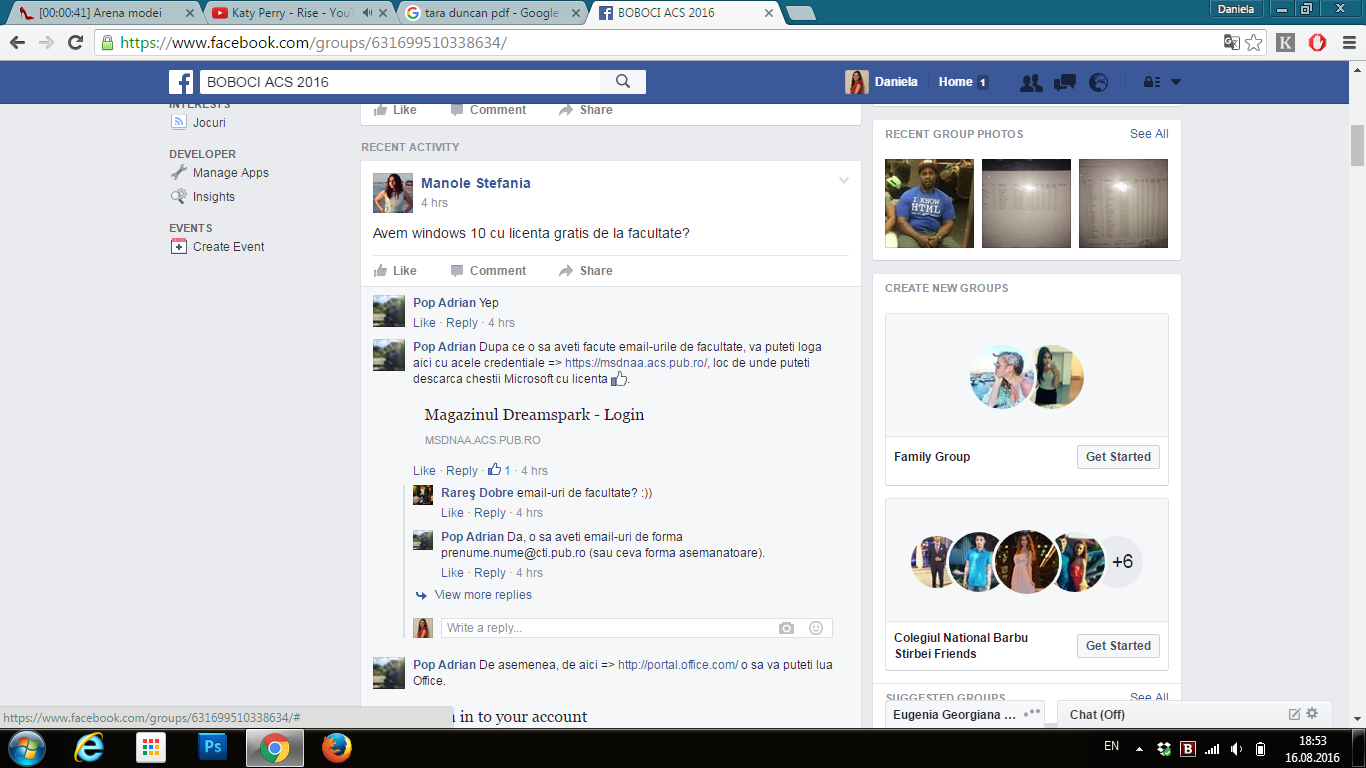 [00:00:41] Arena modei
Katy Perry - Rise - YouT
tara duncan pdf - Google
BOBOCI ACS 2016
Daniela
https://www.facebook.com/groups/631699510338634/
BOBOCI ACS 2016
Daniela
Home 1
INTERESTS
Jocuri
DEVELOPER
Manage Apps
Insights
EVENTS
Create Event
Like Comment Share
RECENT ACTIVITY
Manole Stefania
4 hrs
Avem windows 10 cu licenta gratis de la facultate?
Like Comment Share
Pop Adrian Yep
Like · Reply · 4 hrs
Pop Adrian Dupa ce o sa aveti facute email-urile de facultate, va puteti loga
aici cu acele credentiale => https://msdnaa.acs.pub.ro/, loc de unde puteti
descarca chestii Microsoft cu licenta .
Magazinul Dreamspark - Login
MSDNAA.ACS.PUB.RO
Like · Reply · 1 · 4 hrs
Rareş Dobre email-uri de facultate? :))
Like · Reply · 4 hrs
Pop Adrian Da, o sa aveti email-uri de forma
prenume.nume@cti.pub.ro (sau ceva forma asemanatoare).
Like · Reply · 4 hrs
View more replies
Write a reply...
Pop Adrian De asemenea, de aici => http://portal.office.com/ o sa va puteti lua
Office.
in to your account
RECENT GROUP PHOTOS
See All
I KNOW
HTML
CREATE NEW GROUPS
Family Group
Get Started
+6
Colegiul National Barbu
Stirbei Friends
Get Started
SUGGESTED GROUPS
See All
Eugenia Georgiana ...
Chat (Off)
https://www.facebook.com/groups/631699510338634/#
Ps
EN
B
18:53
16.08.2016